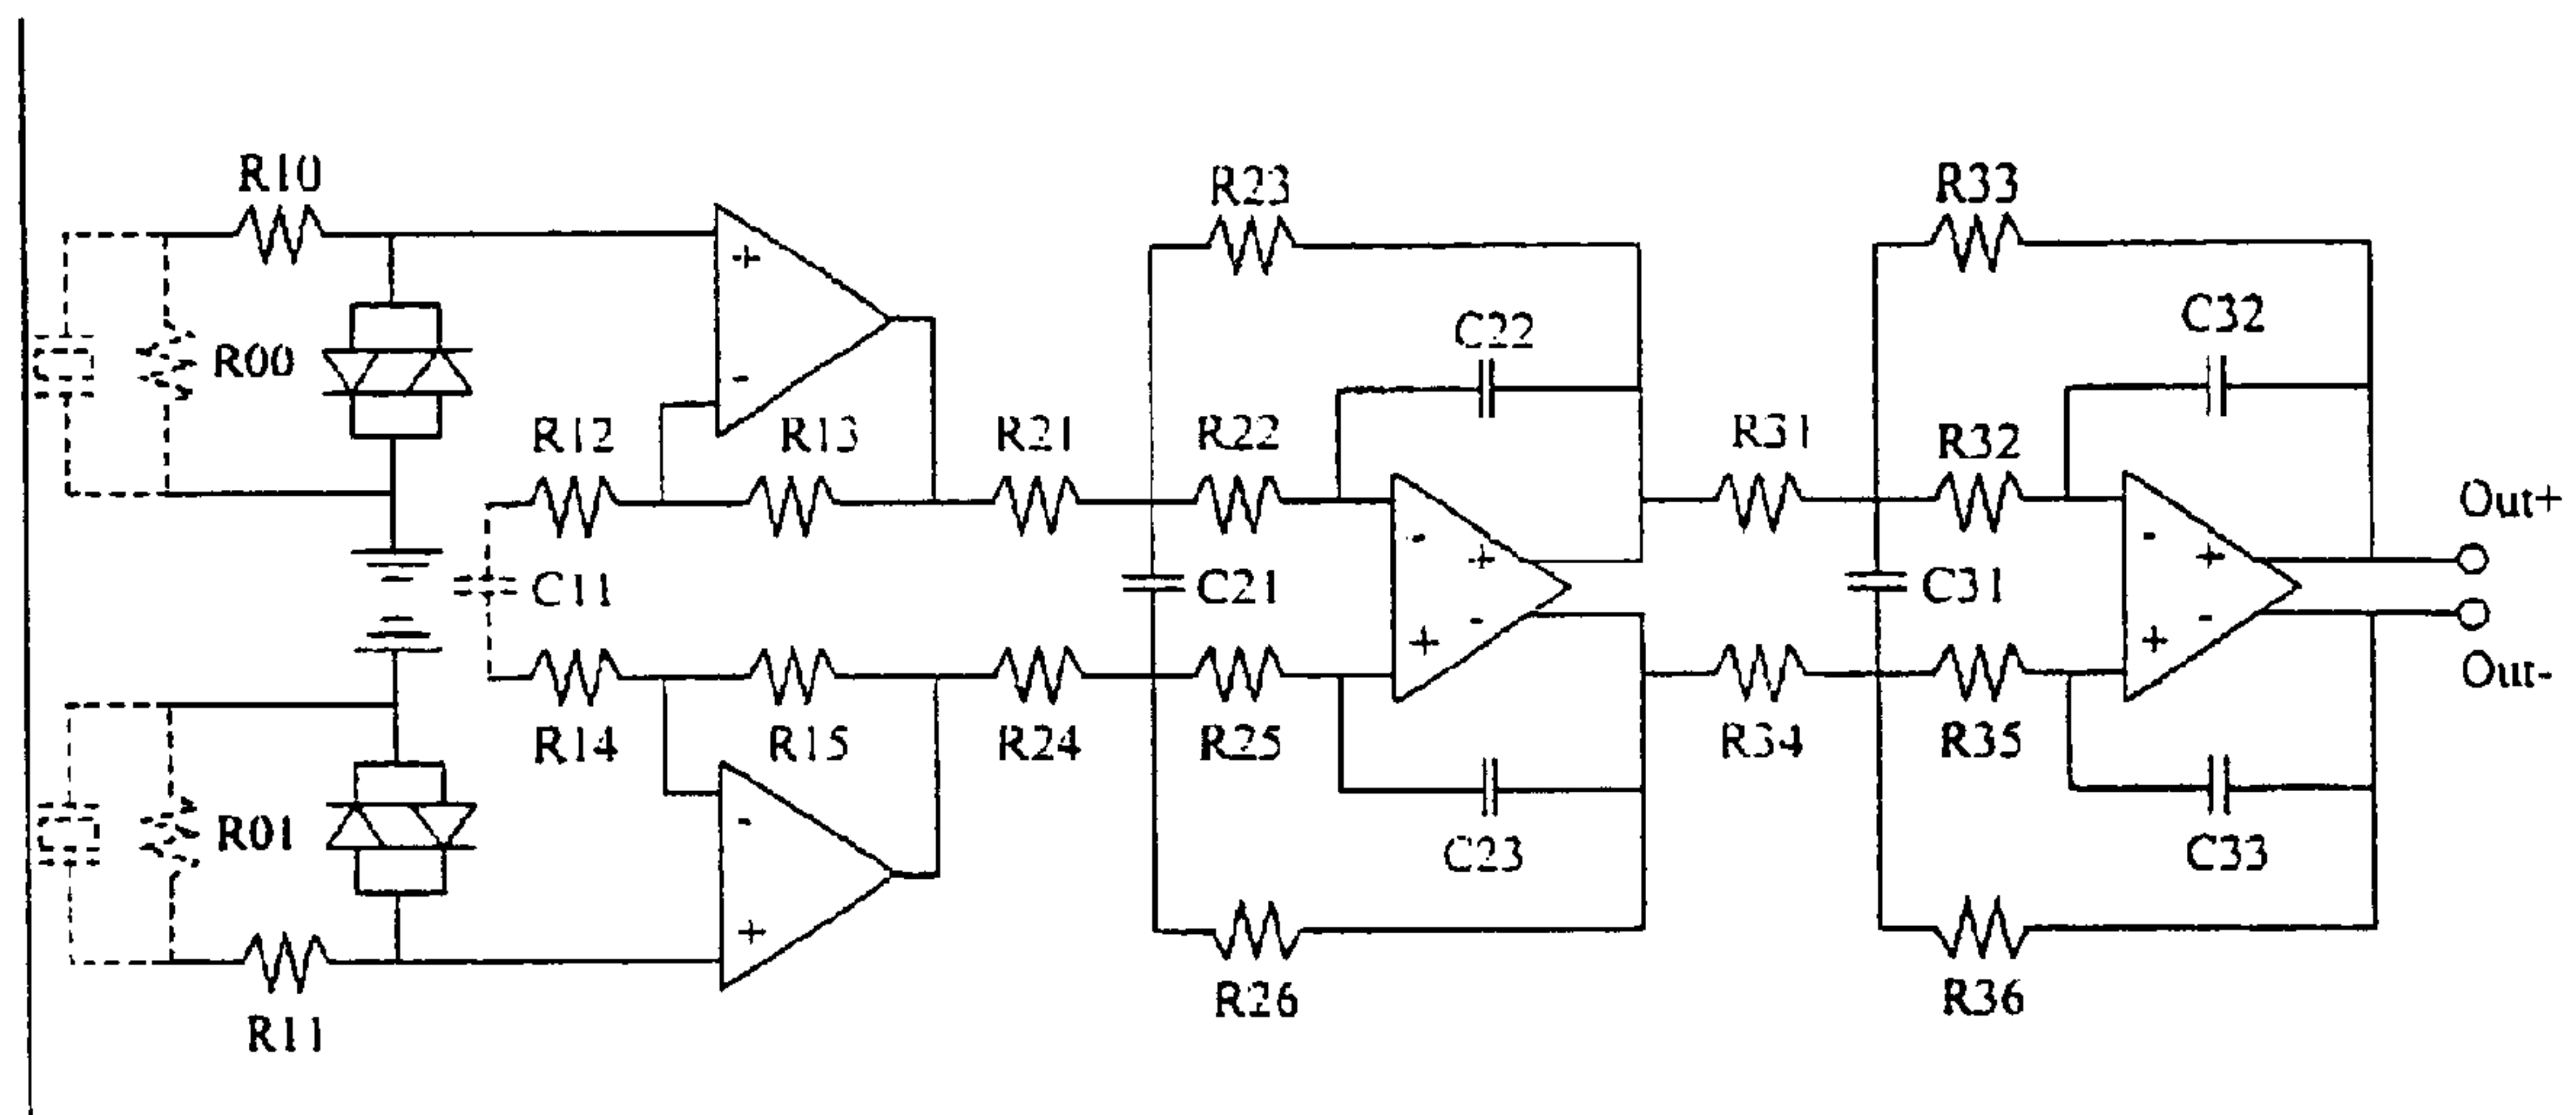 R10
R23
R33
+
C22
C32
R00
-
R12
R13
R21
R22
R31
R32
Out+
-
+
-
+
C11
C21
C31
+
-
+
-
Out-
R14
R15
R24
R25
R34
R35
R01
-
C23
C33
+
R11
R26
R36